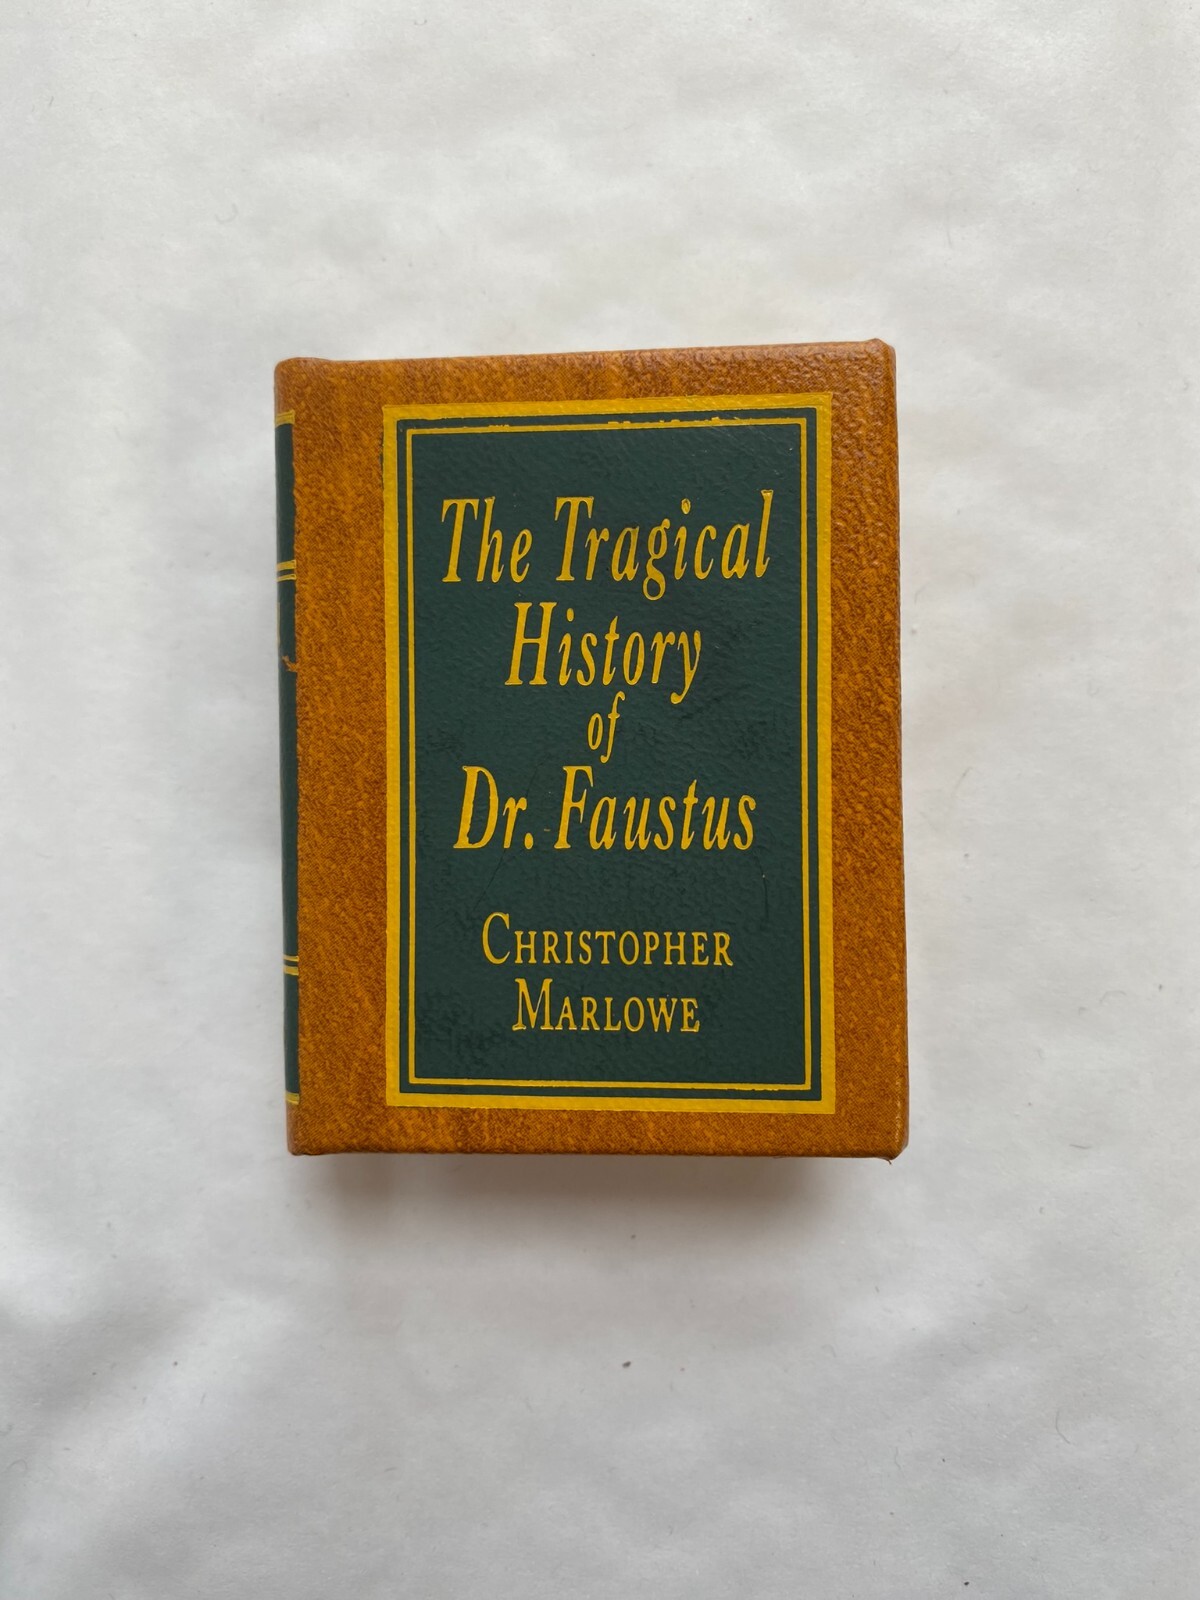 The Tragical
History
of
Dr. Faustus
CHRISTOPHER
MARLOWE